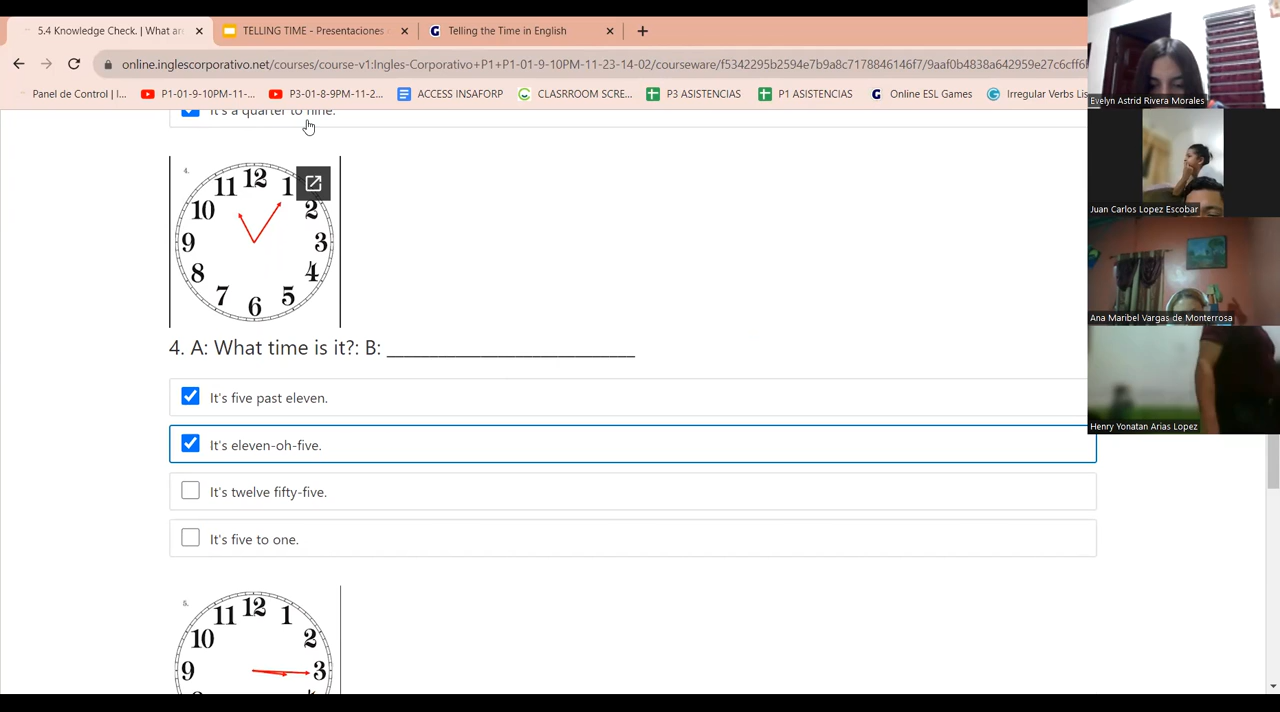 5.4 Knowledge Check. | What ar
TELLING TIME - Presentaciones
Telling the Time in English
online.inglescorporativo.net/courses/course-v1:Ingles-Corporativo+P1+P1-01-9-10PM-11-23-14-02/courseware/f5342295b2594e7b9a8c7178846146f7/9aaf0b4838a642959e27c6cff6
Panel de Control | I...
P1-01-9-10PM-11-...
P3-01-8-9PM-11-2...
ACCESS INSAFORP
CLASRROOM SCRE...
P3 ASISTENCIAS
P1 ASISTENCIAS
Online ESL Games
Irregular Verbs Lis
It's a quarter to nine.
4.
12
11
1
10
2
9
3
8
4
7
5
6
4. A: What time is it?: B: ______________________
It's five past eleven.
It's eleven-oh-five.
It's twelve fifty-five.
It's five to one.
5.
12
11
1
10
2
9
3
Evelyn Astrid Rivera Morales
Juan Carlos Lopez Escobar
Ana Maribel Vargas de Monterrosa
Henry Yonatan Arias Lopez